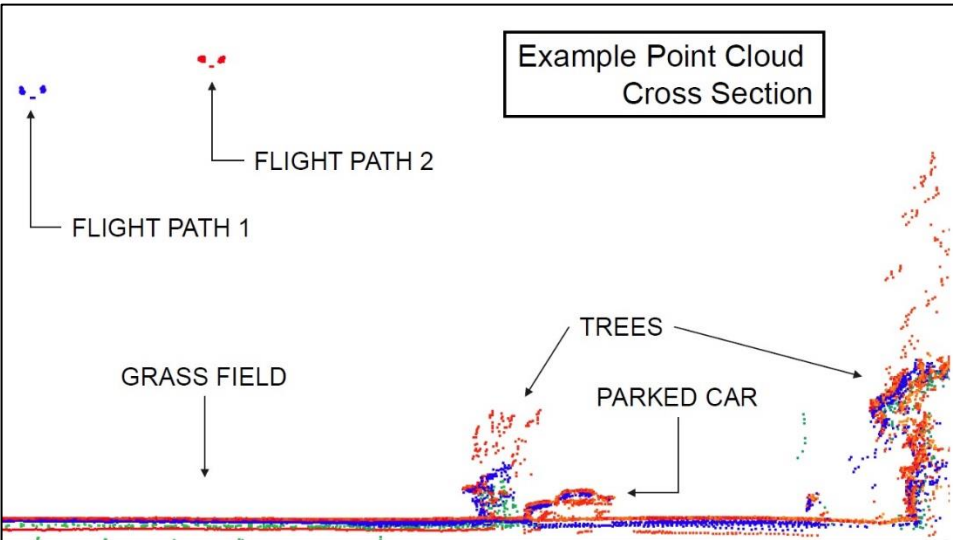 Example Point Cloud
Cross Section
FLIGHT PATH 2
FLIGHT PATH 1
TREES
GRASS FIELD
PARKED CAR